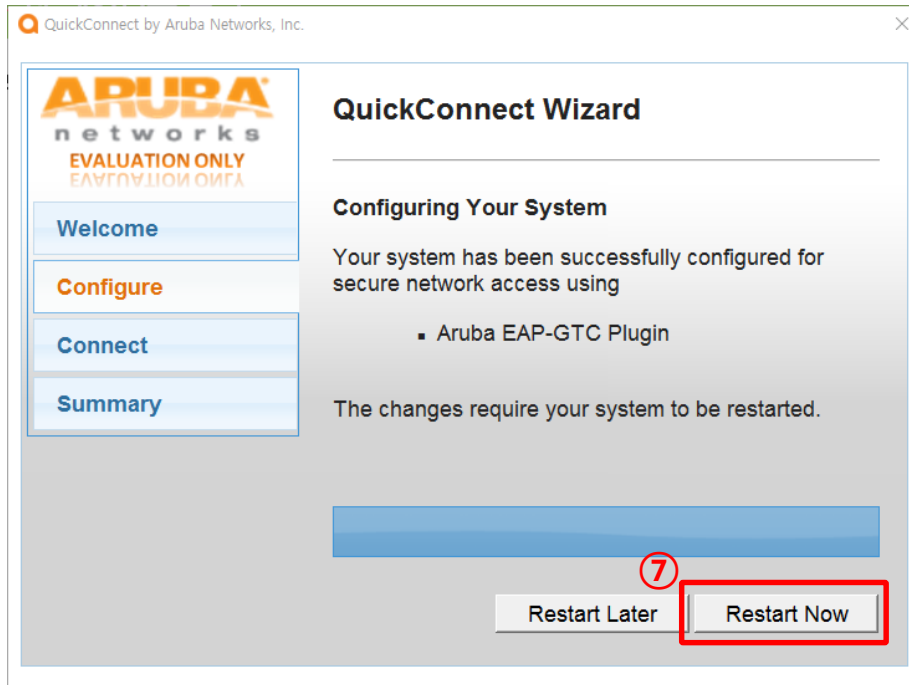 QuickConnect by Aruba Networks, Inc.
ARUBA
networks
EVALUATION ONLY
Welcome
Configure
Connect
Summary
QuickConnect Wizard
Configuring Your System
Your system has been successfully configured for
secure network access using
▪ Aruba EAP-GTC Plugin
The changes require your system to be restarted.
⑦
Restart Later
Restart Now